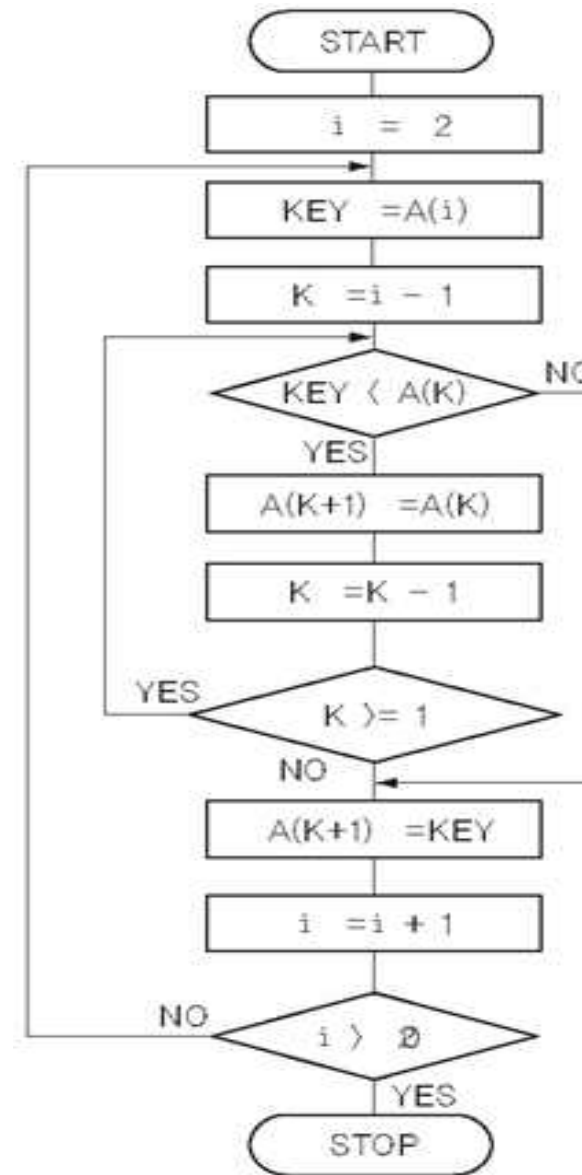 START
i = 2
KEY =A(i)
K =i - 1
NO
KEY < A(K)
YES
A(K+1) =A(K)
K =K - 1
YES
K >= 1
NO
A(K+1) =KEY
i =i + 1
NO
i >
YES
STOP